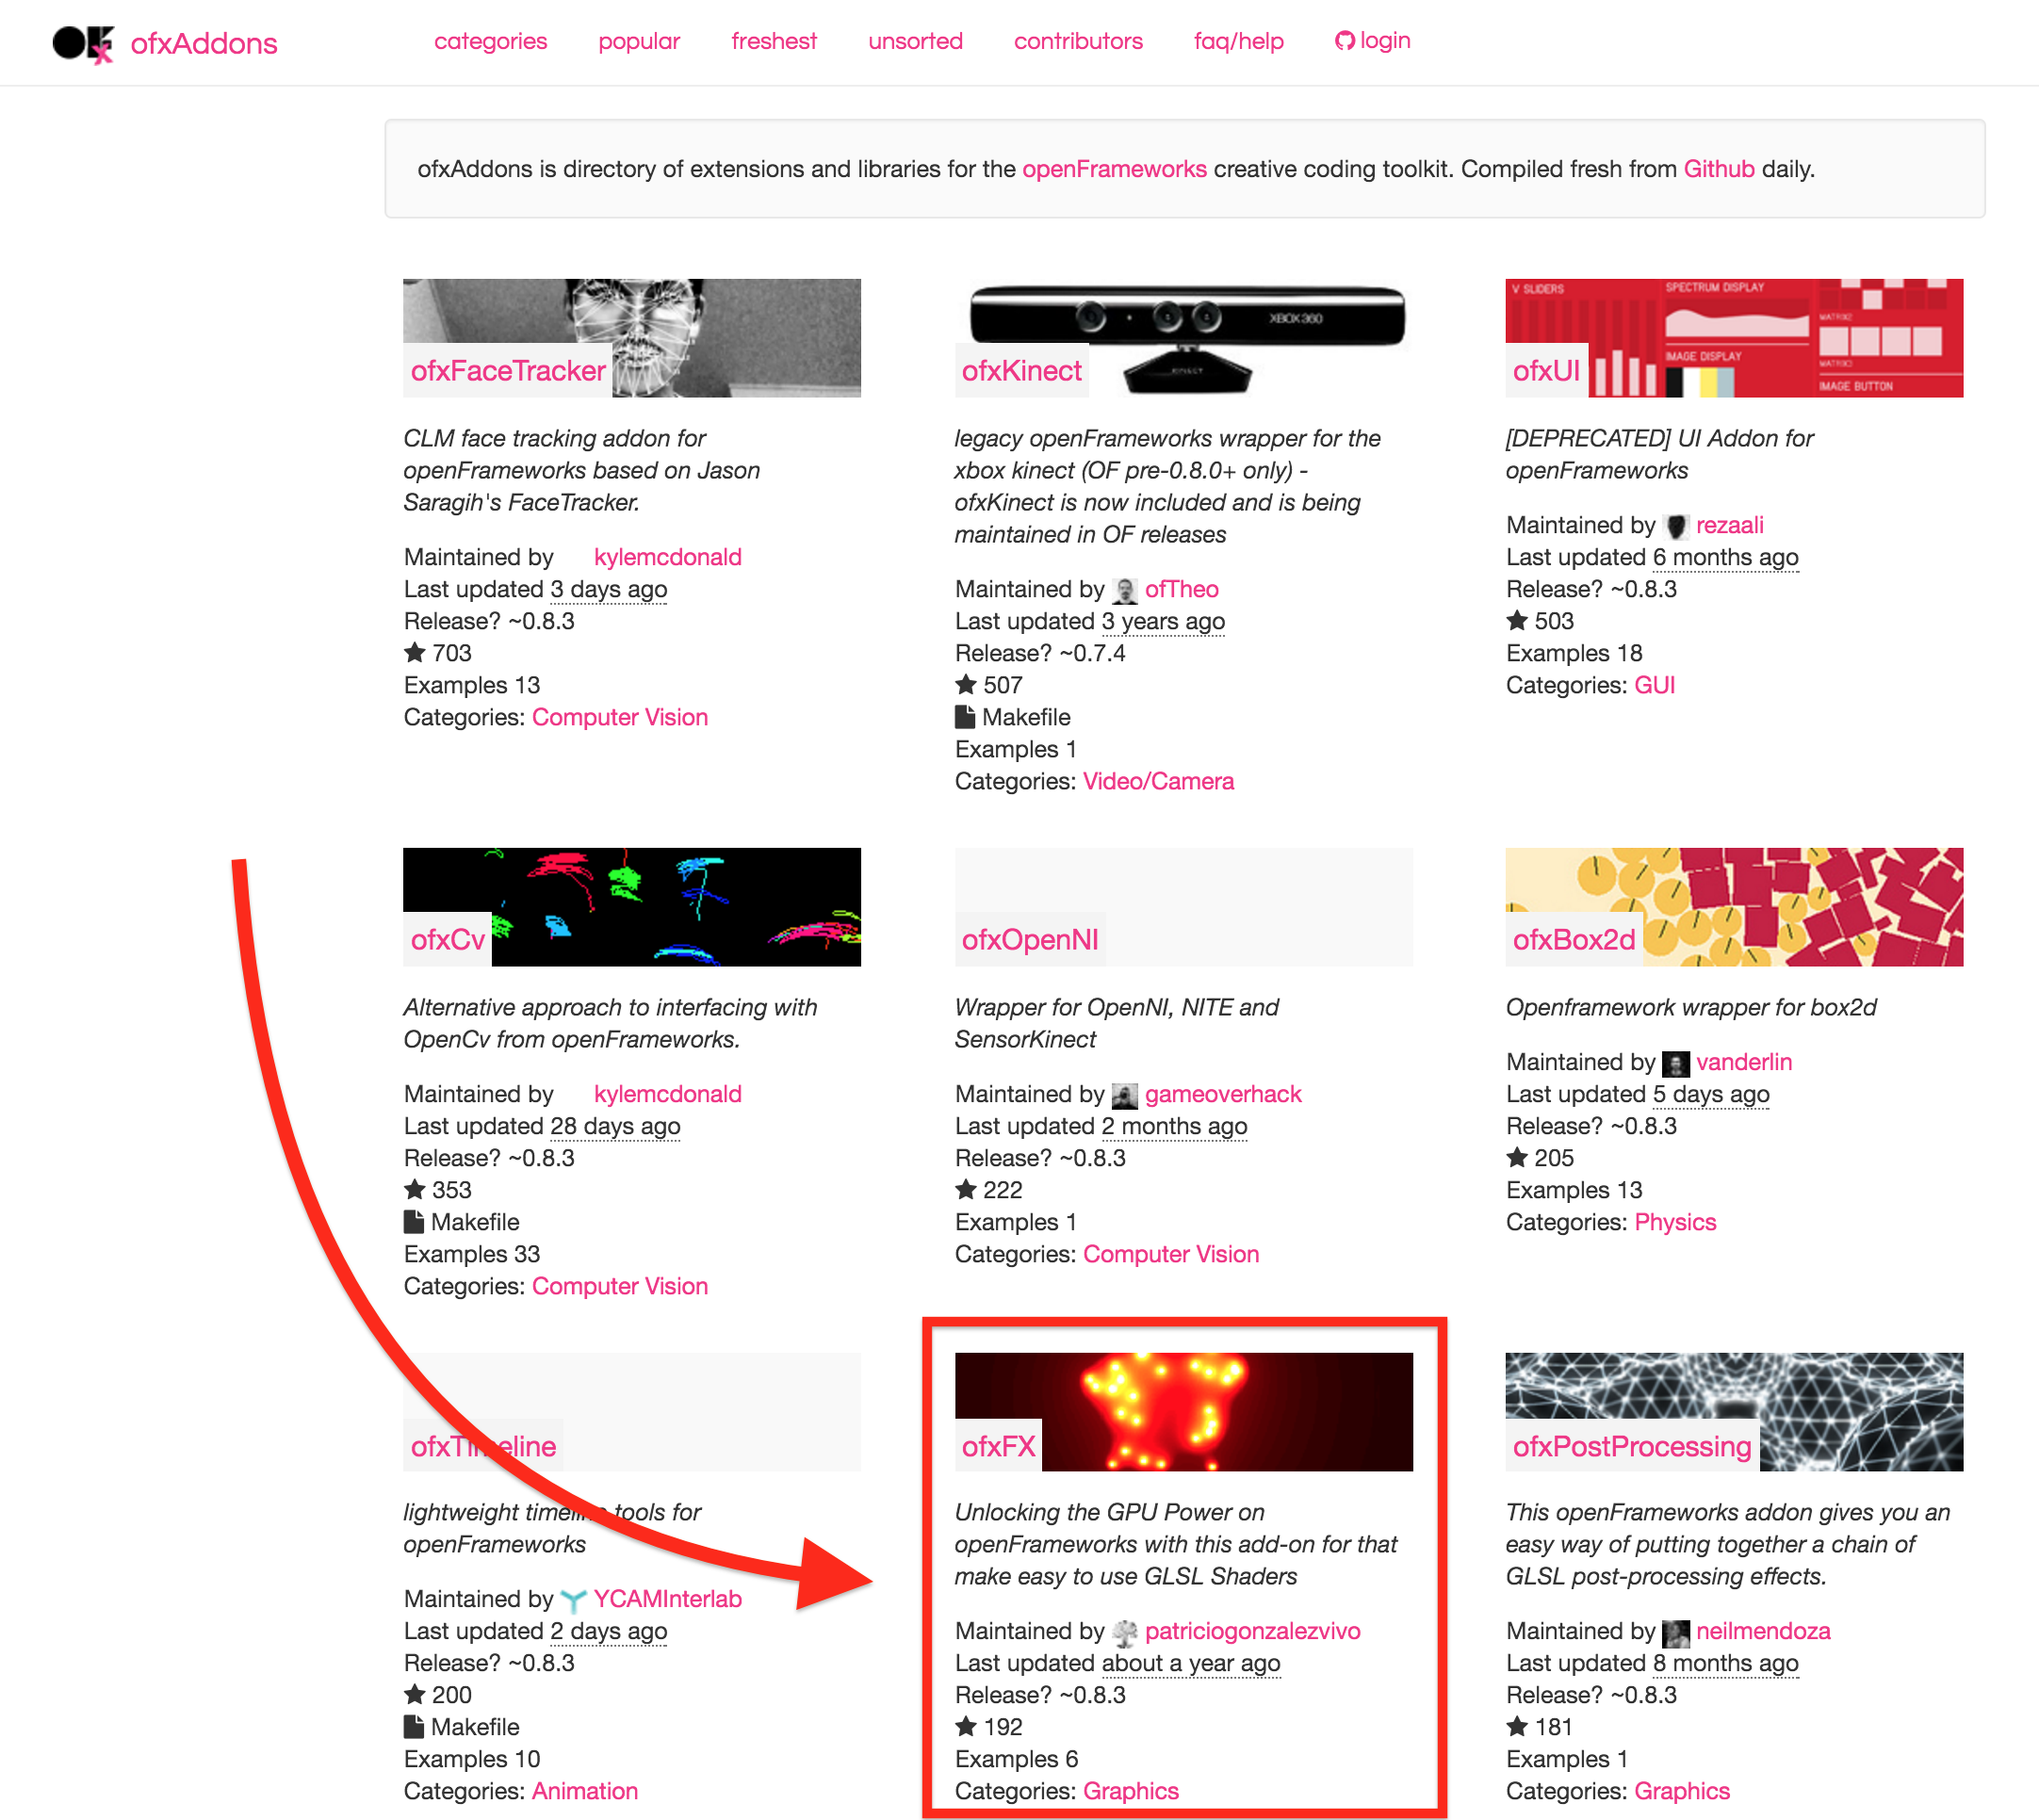 OF x ofxAddons
categories popular freshest unsorted contributors faq/help login
ofxAddons is directory of extensions and libraries for the openFrameworks creative coding toolkit. Compiled fresh from Github daily.
ofxFaceTracker
CLM face tracking addon for
openFrameworks based on Jason
Saragih's FaceTracker.
Maintained by kylemcdonald
Last updated 3 days ago
Release? ~0.8.3
703
Examples 13
Categories: Computer Vision
XBOX 360
KINECT
ofxKinect
legacy openFrameworks wrapper for the
xbox kinect (OF pre-0.8.0+ only) -
ofxKinect is now included and is being
maintained in OF releases
Maintained by ofTheo
Last updated 3 years ago
Release? ~0.7.4
507
Makefile
Examples 1
Categories: Video/Camera
V SLIDERS
SPECTRUM DISPLAY
MATRIX2
IMAGE DISPLAY
MATRIX3
IMAGE BUTTON
ofxUI
[DEPRECATED] UI Addon for
openFrameworks
Maintained by rezaali
Last updated 6 months ago
Release? ~0.8.3
503
Examples 18
Categories: GUI
ofxCv
Alternative approach to interfacing with
OpenCv from openFrameworks.
Maintained by kylemcdonald
Last updated 28 days ago
Release? ~0.8.3
353
Makefile
Examples 33
Categories: Computer Vision
ofxOpenNI
Wrapper for OpenNI, NITE and
SensorKinect
Maintained by gameoverhack
Last updated 2 months ago
Release? ~0.8.3
222
Examples 1
Categories: Computer Vision
ofxBox2d
Openframework wrapper for box2d
Maintained by vanderlin
Last updated 5 days ago
Release? ~0.8.3
205
Examples 13
Categories: Physics
ofxTimeline
lightweight timeline tools for
openFrameworks
Maintained by YCAMInterlab
Last updated 2 days ago
Release? ~0.8.3
200
Makefile
Examples 10
Categories: Animation
ofxFX
Unlocking the GPU Power on
openFrameworks with this add-on for that
make easy to use GLSL Shaders
Maintained by patriciogonzalezvivo
Last updated about a year ago
Release? ~0.8.3
192
Examples 6
Categories: Graphics
ofxPostProcessing
This openFrameworks addon gives you an
easy way of putting together a chain of
GLSL post-processing effects.
Maintained by neilmendoza
Last updated 8 months ago
Release? ~0.8.3
181
Examples 1
Categories: Graphics